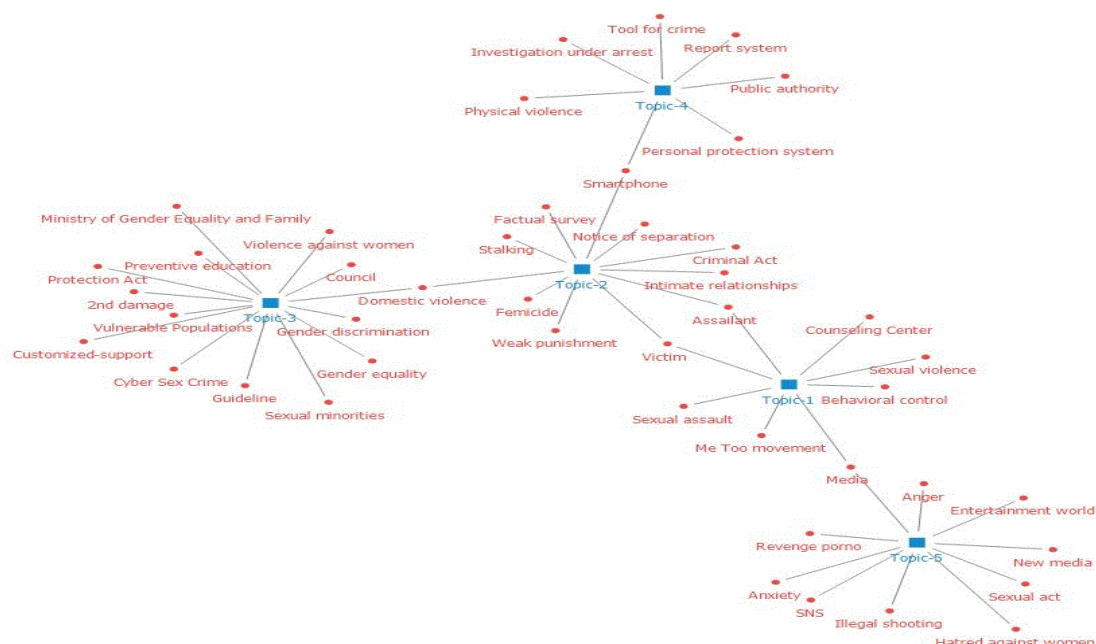 Tool for crime
Investigation under arrest
Report system
Public authority
Topic-4
Physical violence
Personal protection system
Smartphone
Ministry of Gender Equality and Family
Factual survey
Notice of separation
Violence against women
Stalking
Criminal Act
Preventive education
Council
Protection Act
Topic-2
Intimate relationships
2nd damage
Domestic violence
Femicide
Topic-3
Assailant
Vulnerable Populations
Gender discrimination
Counseling Center
Weak punishment
Customized-support
Victim
Gender equality
Sexual violence
Cyber Sex Crime
Guideline
Topic-1
Behavioral control
Sexual minorities
Sexual assault
Me Too movement
Media
Anger
Entertainment world
Revenge porno
Topic-5
New media
Anxiety
Sexual act
SNS
Illegal shooting
Hatred against women